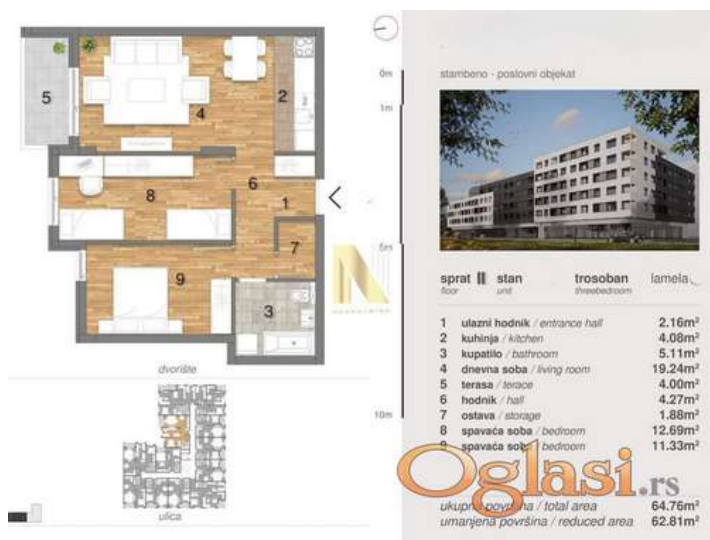 5
4
2
8
6
1
7
9
3
dvorište
ulica
0m
1m
5m
10m
N
stambeno - poslovni objekat
sprat II stan trosoban lamela
floor unit threebedroom
1 ulazni hodnik / entrance hall 2.16m²
2 kuhinja / kitchen 4.08m²
3 kupatilo / bathroom 5.11m²
4 dnevna soba / living room 19.24m²
5 terasa / terace 4.00m²
6 hodnik / hall 4.27m²
7 ostava / storage 1.88m²
8 spavaća soba / bedroom 12.69m²
9 spavaća soba / bedroom 11.33m²
Oglasi.rs
ukupna površina / total area 64.76m²
umanjena površina / reduced area 62.81m²